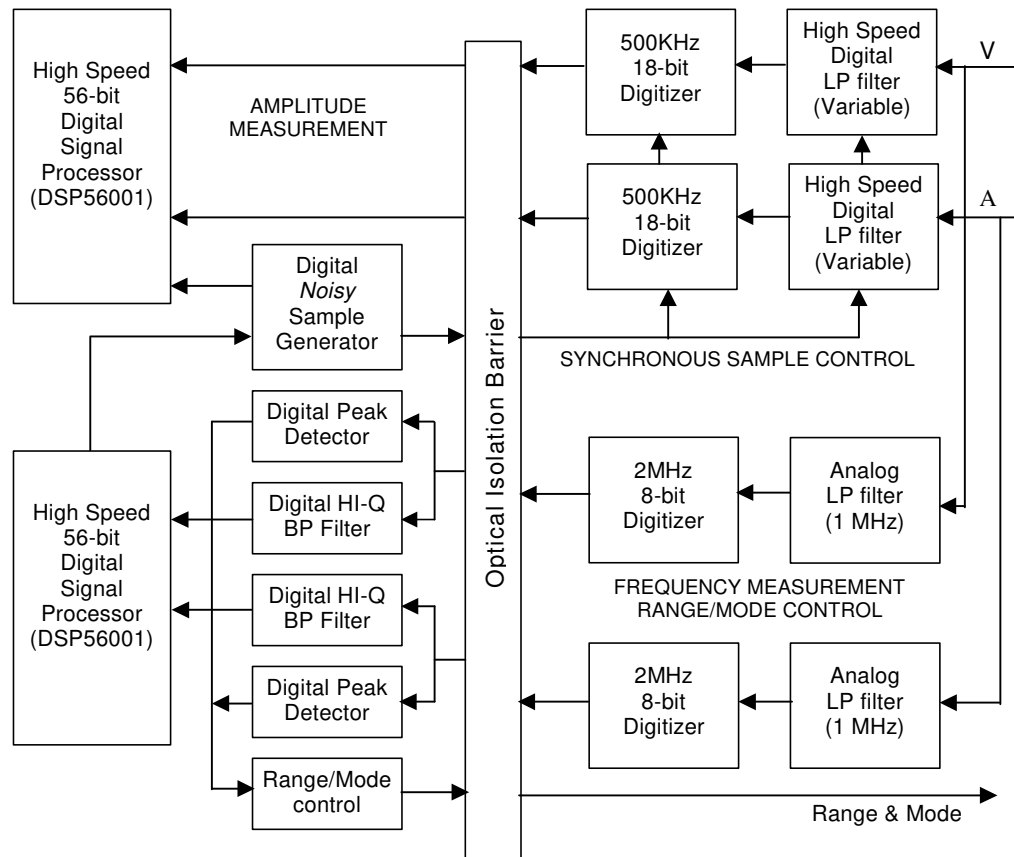 High Speed
56-bit
Digital
Signal
Processor
(DSP56001)
AMPLITUDE
MEASUREMENT
500KHz
18-bit
Digitizer
High Speed
Digital
LP filter
(Variable)
V
500KHz
18-bit
Digitizer
High Speed
Digital
LP filter
(Variable)
A
Digital
Noisy
Sample
Generator
Optical Isolation Barrier
SYNCHRONOUS SAMPLE CONTROL
High Speed
56-bit
Digital
Signal
Processor
(DSP56001)
Digital Peak
Detector
Digital HI-Q
BP Filter
Digital HI-Q
BP Filter
Digital Peak
Detector
Range/Mode
control
2MHz
8-bit
Digitizer
Analog
LP filter
(1 MHz)
FREQUENCY MEASUREMENT
RANGE/MODE CONTROL
2MHz
8-bit
Digitizer
Analog
LP filter
(1 MHz)
Range & Mode